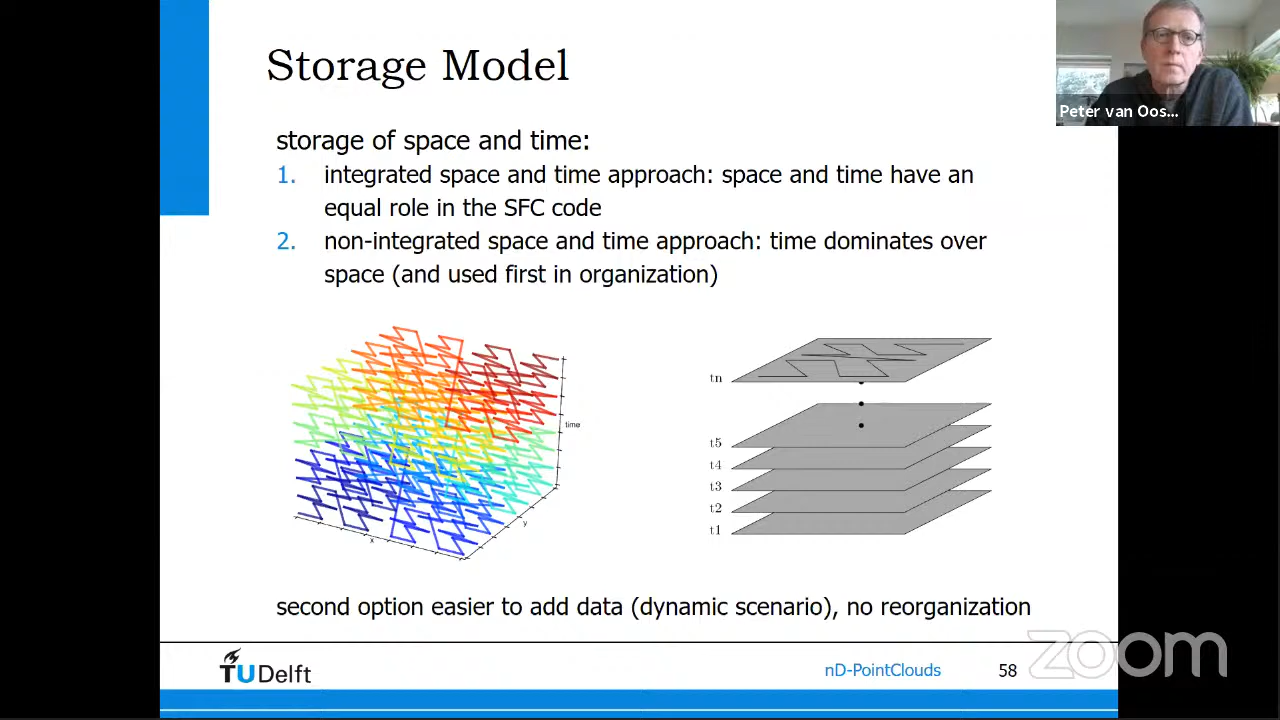 Storage Model
Peter van Oos...
storage of space and time:
1. integrated space and time approach: space and time have an
equal role in the SFC code
2. non-integrated space and time approach: time dominates over
space (and used first in organization)
time
y
x
tn
t5
t4
t3
t2
t1
second option easier to add data (dynamic scenario), no reorganization
TU Delft
nD-PointClouds
58
zoom